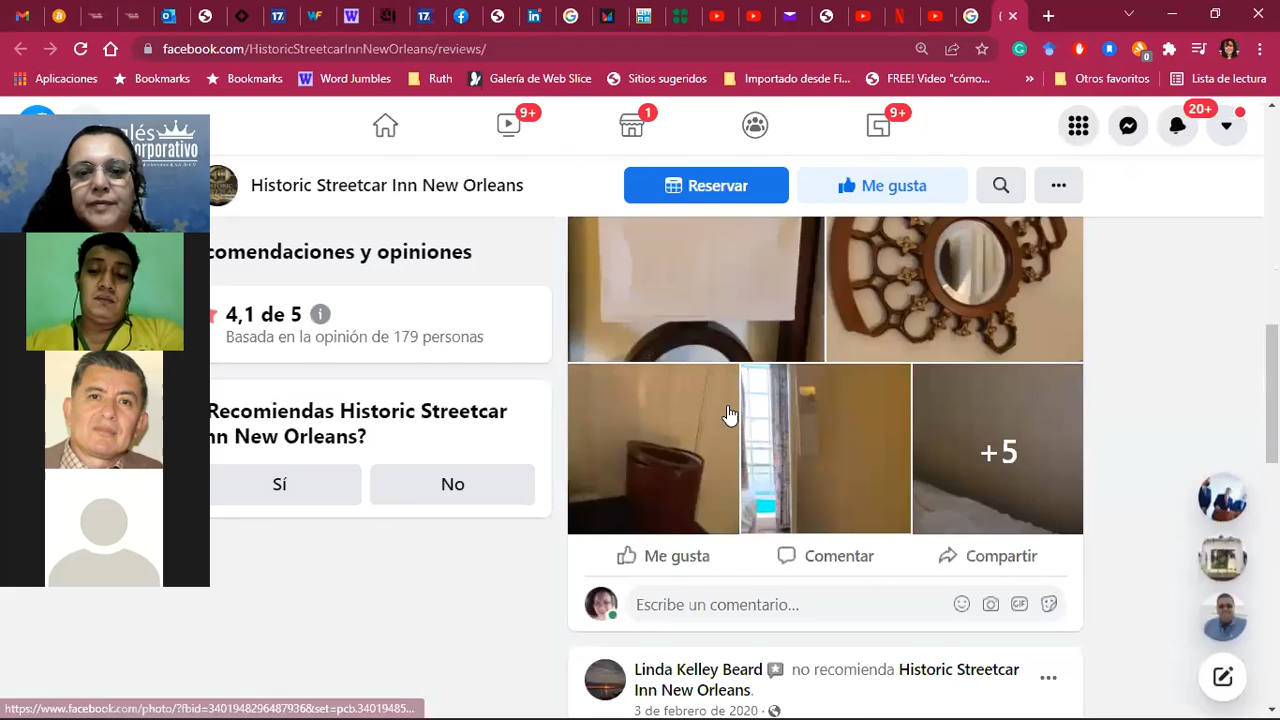 facebook.com/HistoricStreetcarInnNewOrleans/reviews/
Aplicaciones
Bookmarks
Bookmarks
Word Jumbles
Ruth
Galería de Web Slice
Sitios sugeridos
Importado desde Fi...
FREE! Video "cómo...
»
Otros favoritos
Lista de lectura
9+
1
9+
20+
Inglés
orporativo
Historic Streetcar Inn New Orleans
Reservar
Me gusta
comendaciones y opiniones
4,1 de 5
Basada en la opinión de 179 personas
Recomiendas Historic Streetcar
nn New Orleans?
Sí
No
+5
Me gusta
Comentar
Compartir
Escribe un comentario...
GIF
Linda Kelley Beard no recomienda Historic Streetcar
Inn New Orleans.
3 de febrero de 2020 ·
https://www.facebook.com/photo/?fbid=340194829648793&set=pcb.34019485...